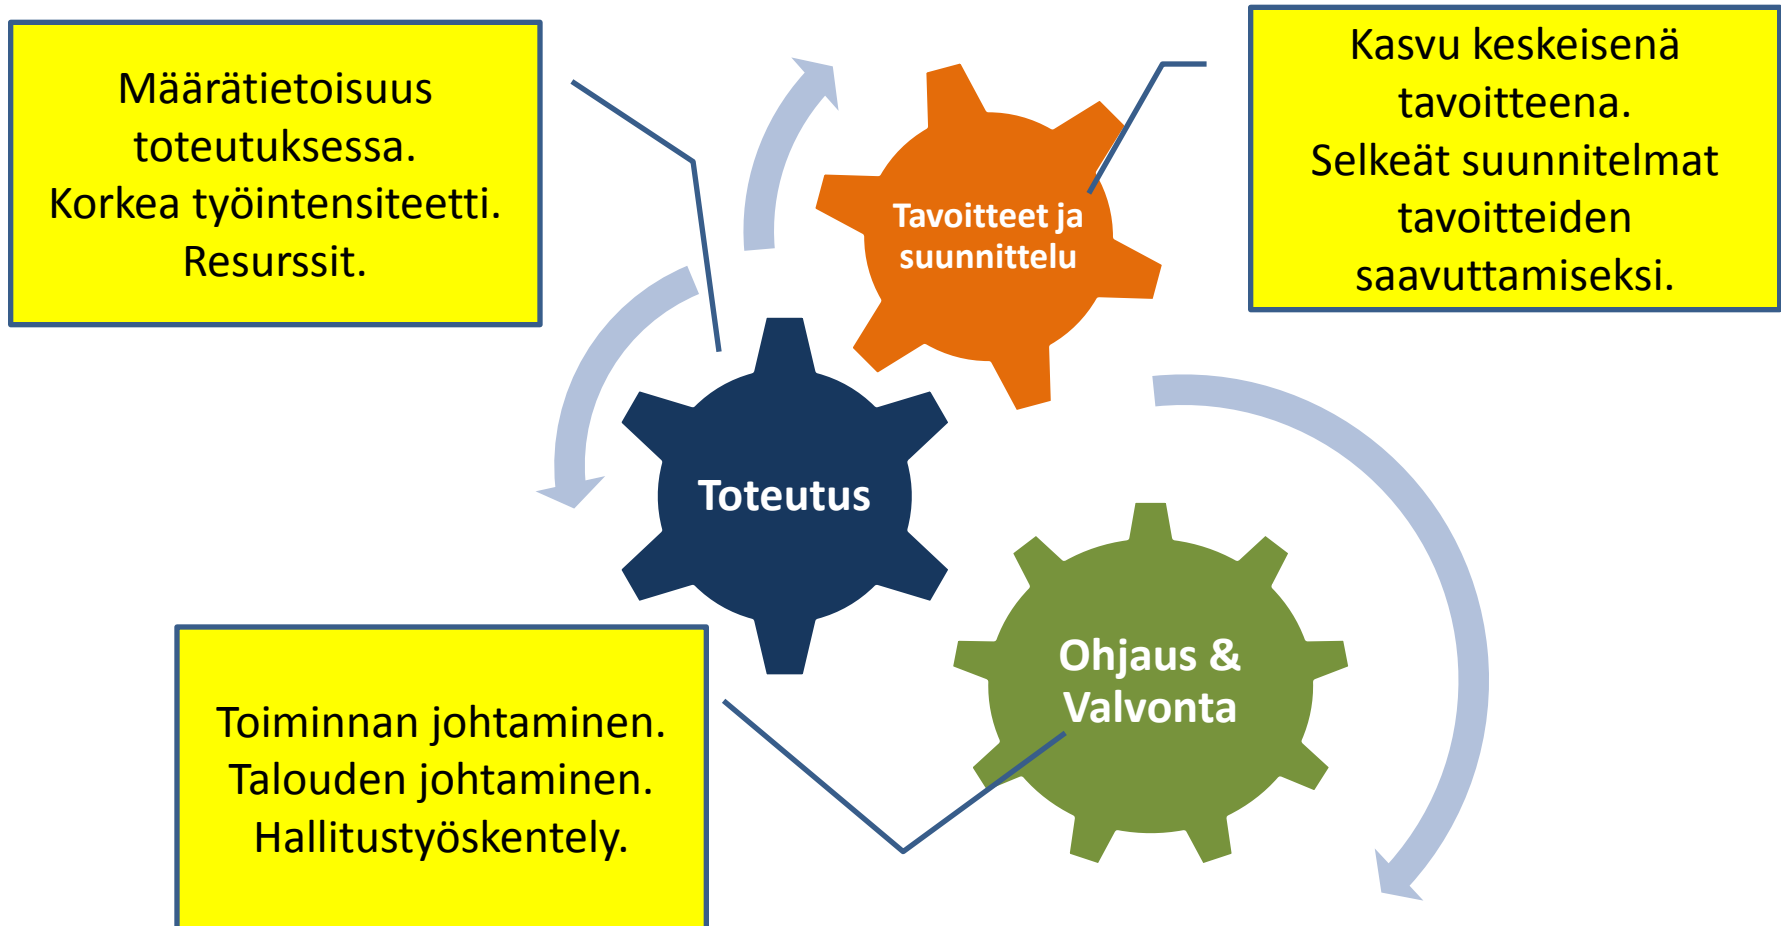 Määrätietoisuus
toteutuksessa.
Korkea työintensiteetti.
Resurssit.
Kasvu keskeisenä
tavoitteena.
Selkeät suunnitelmat
tavoitteiden
saavuttamiseksi.
Tavoitteet ja
suunnittelu
Toteutus
Ohjaus &
Valvonta
Toiminnan johtaminen.
Talouden johtaminen.
Hallitustyöskentely.